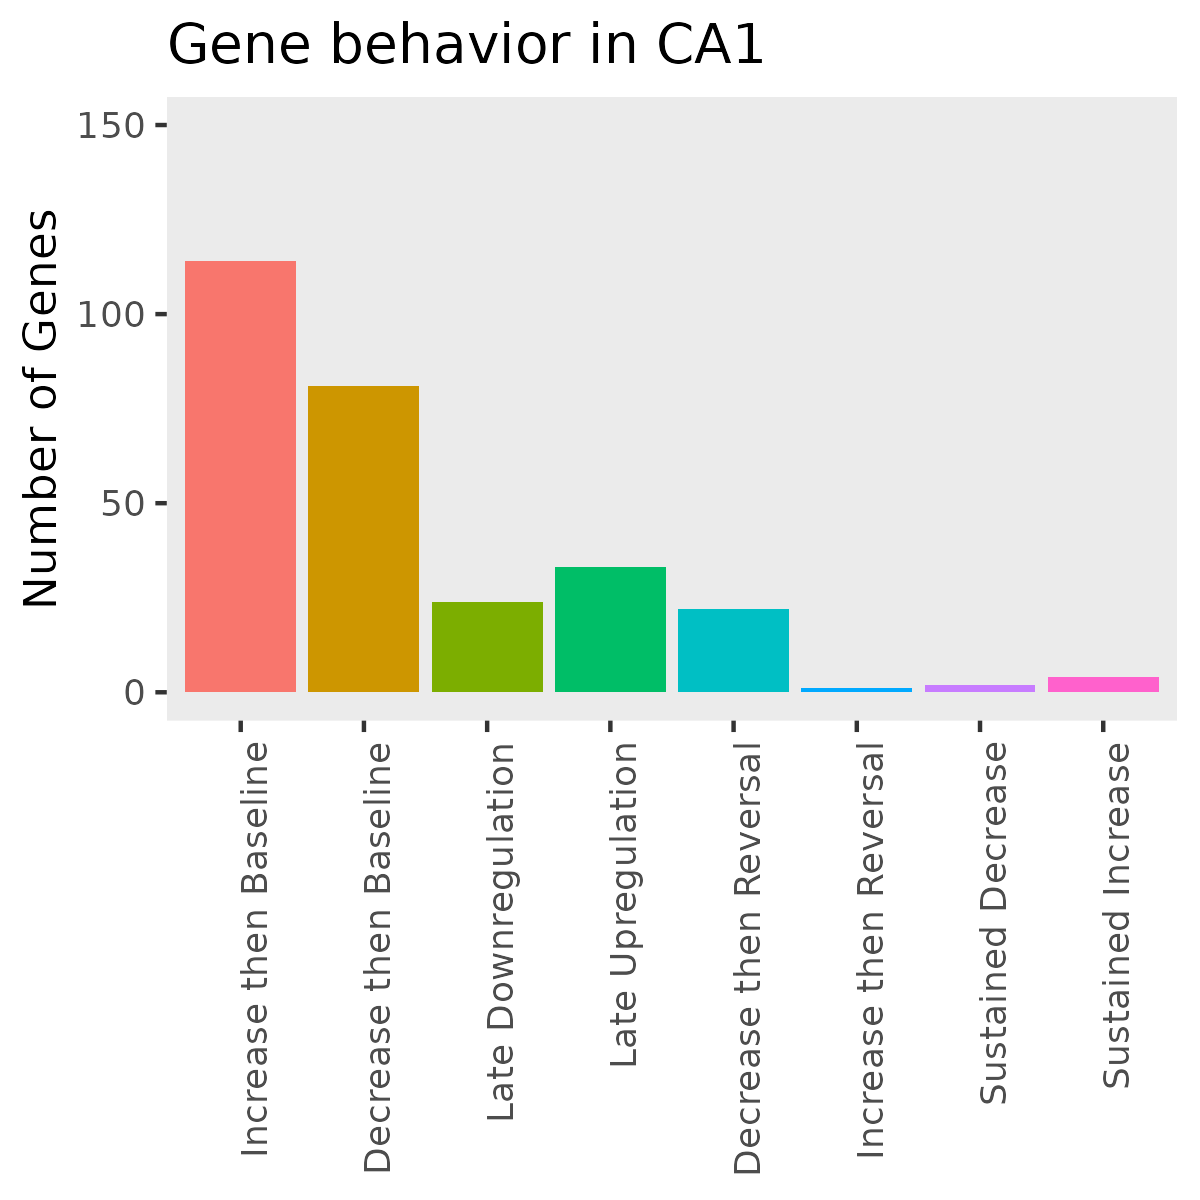 Gene behavior in CA1
Number of Genes
150
100
50
0
Increase then Baseline
Decrease then Baseline
Late Downregulation
Late Upregulation
Decrease then Reversal
Increase then Reversal
Sustained Decrease
Sustained Increase